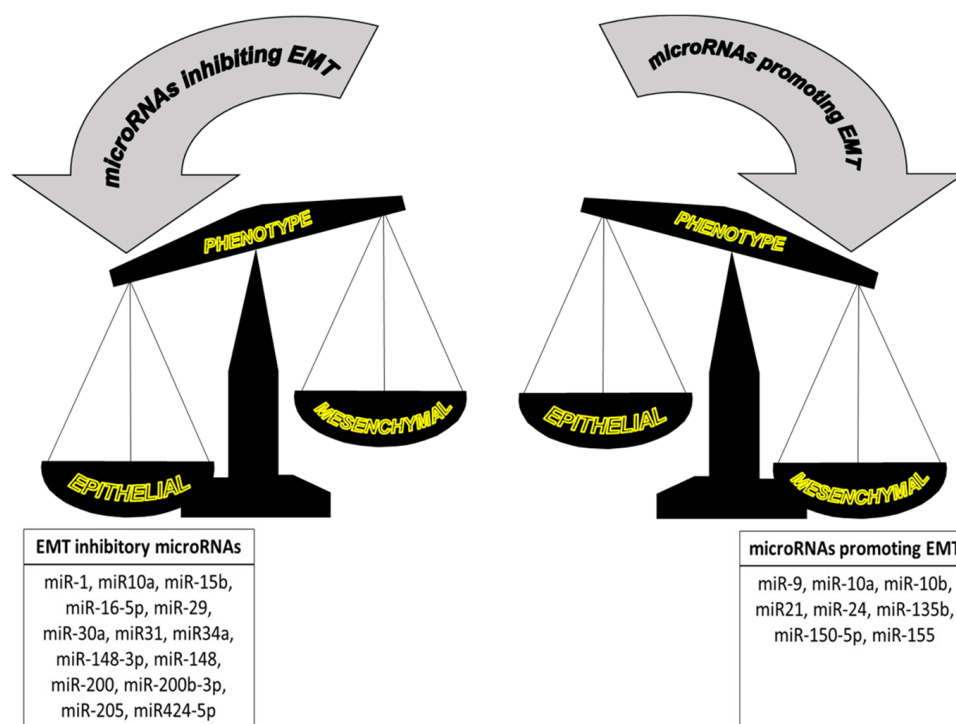 microRNAs inhibiting EMT
PHENOTYPE
MESENCHYMAL
EPITHELIAL
EMT inhibitory microRNAs
miR-1, miR10a, miR-15b,
miR-16-5p, miR-29,
miR-30a, miR31, miR34a,
miR-148-3p, miR-148,
miR-200, miR-200b-3p,
miR-205, miR424-5p
microRNAs promoting EMT
PHENOTYPE
EPITHELIAL
MESENCHYMAL
microRNAs promoting EMT
miR-9, miR-10a, miR-10b,
miR21, miR-24, miR-135b,
miR-150-5p, miR-155